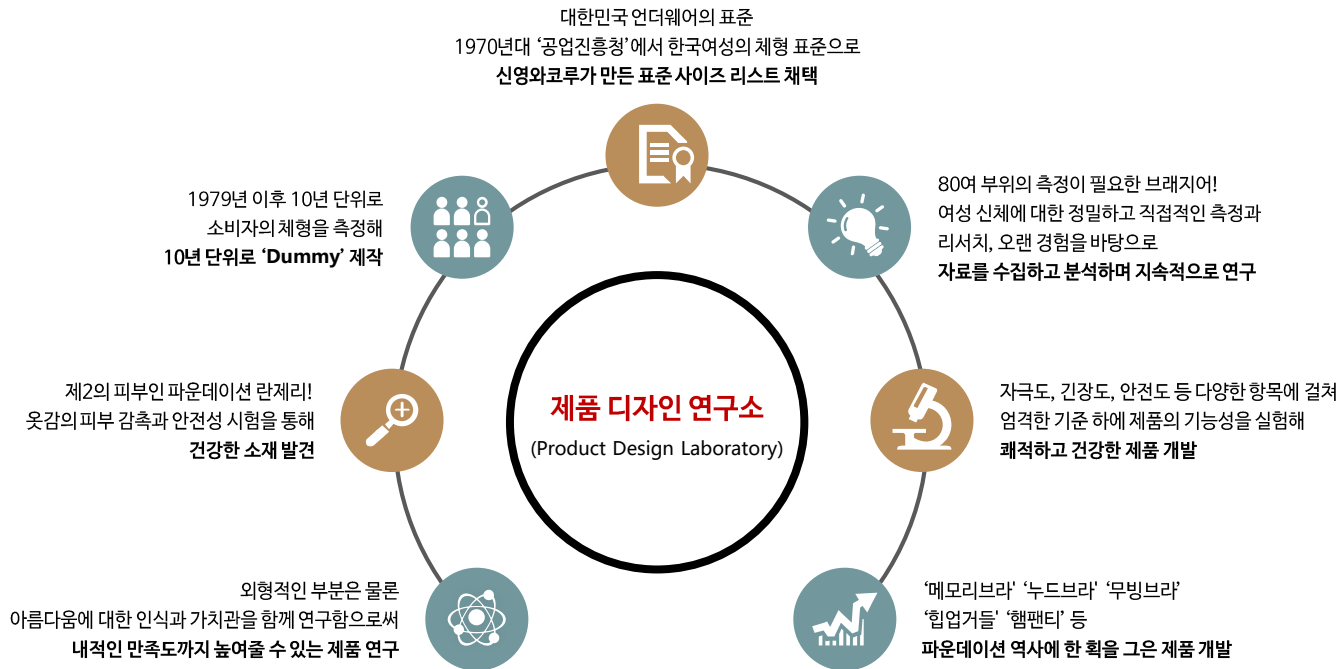 대한민국 언더웨어의 표준
1970년대 ‘공업진흥청’에서 한국여성의 체형 표준으로
신영와코루가 만든 표준 사이즈 리스트 채택
1979년 이후 10년 단위로
소비자의 체형을 측정해
10년 단위로 ‘Dummy’ 제작
80여 부위의 측정이 필요한 브래지어!
여성 신체에 대한 정밀하고 직접적인 측정과
리서치, 오랜 경험을 바탕으로
자료를 수집하고 분석하며 지속적으로 연구
제2의 피부인 파운데이션 란제리!
옷감의 피부 감촉과 안전성 시험을 통해
건강한 소재 발견
제품 디자인 연구소
(Product Design Laboratory)
자극도, 긴장도, 안전도 등 다양한 항목에 걸쳐
엄격한 기준 하에 제품의 기능성을 실험해
쾌적하고 건강한 제품 개발
외형적인 부분은 물론
아름다움에 대한 인식과 가치관을 함께 연구함으로써
내적인 만족도까지 높여줄 수 있는 제품 연구
‘메모리브라' ‘누드브라' ‘무빙브라’
‘힙업거들' ‘햄팬티’ 등
파운데이션 역사에 한 획을 그은 제품 개발